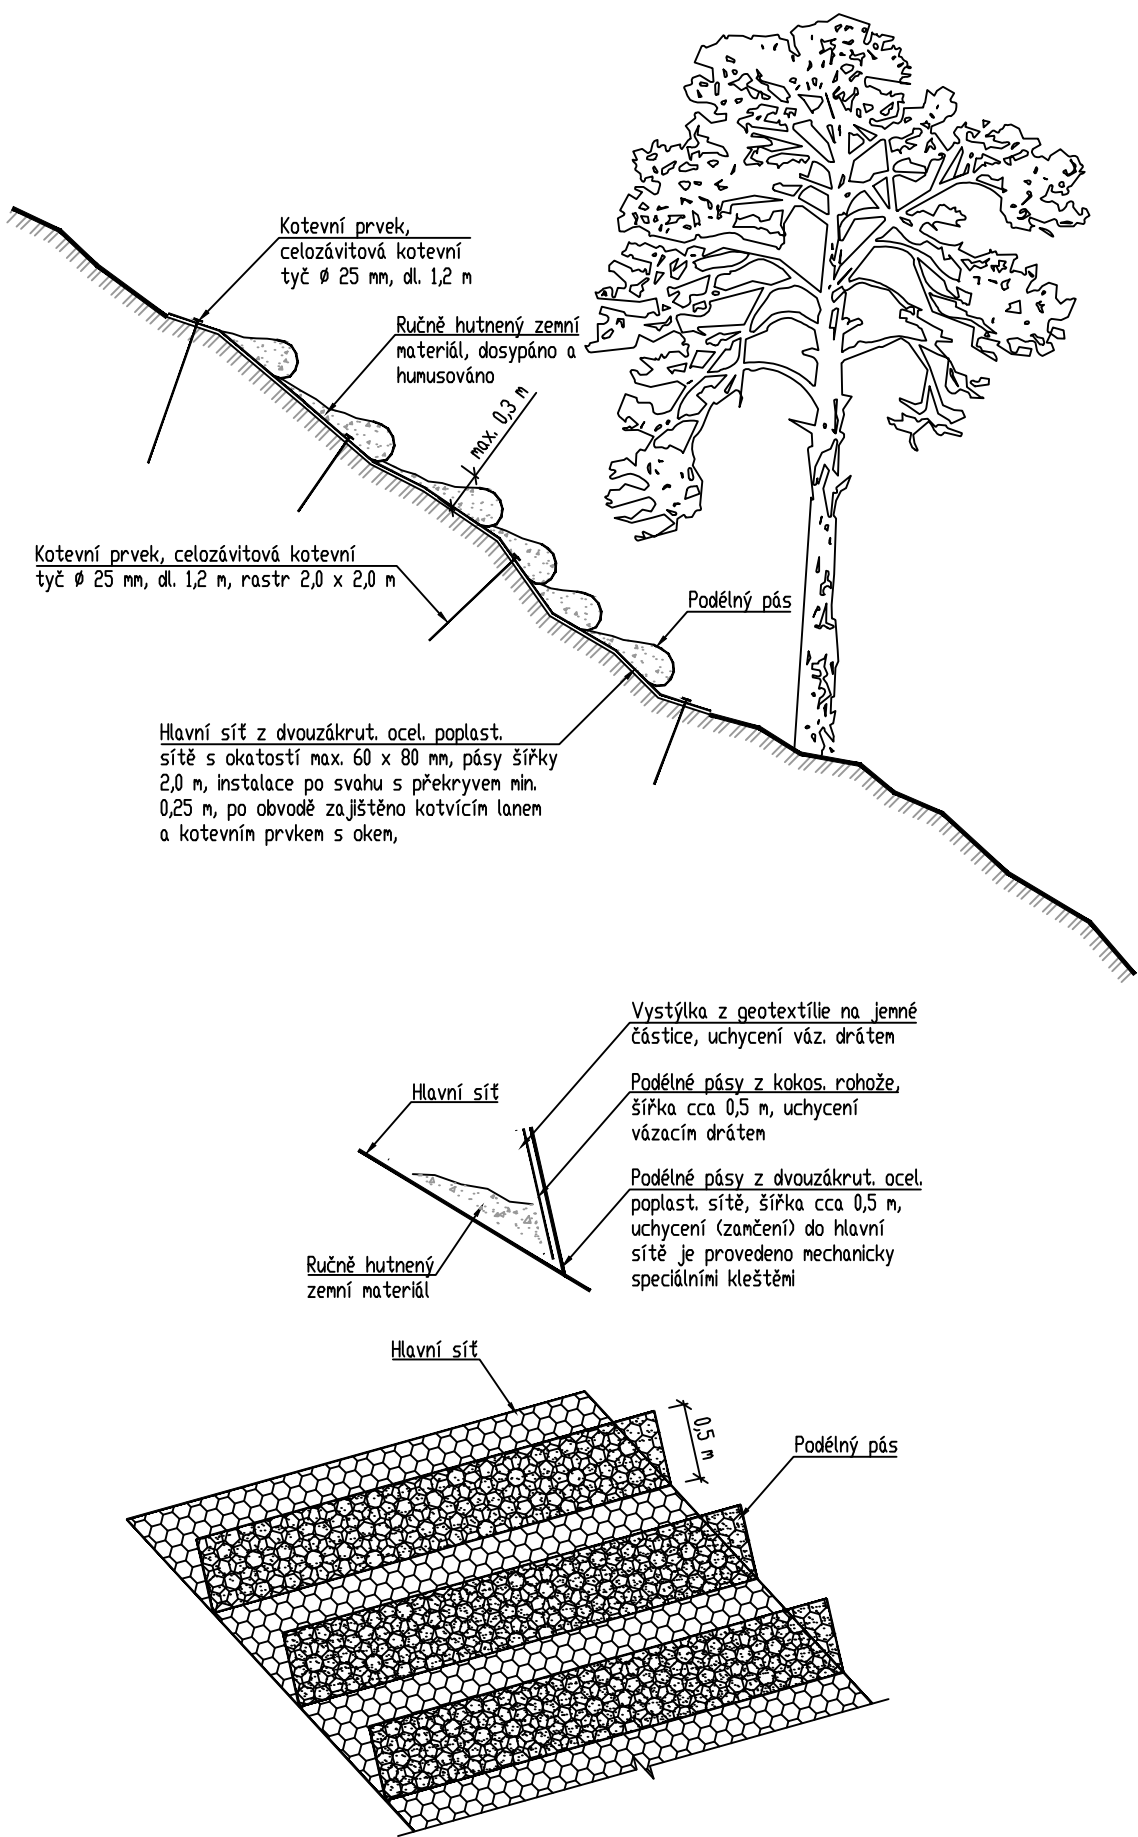 Kotevní prvek,
celozávitová kotevní
tyč ø 25 mm, dl. 1,2 m
Ručně hutnený zemní
materiál, dosypáno a
humusováno
max. 0,3 m
Kotevní prvek, celozávitová kotevní
tyč ø 25 mm, dl. 1,2 m, rastr 2,0 x 2,0 m
Podélný pás
Hlavní síť z dvouzákrut. ocel. poplast.
sítě s okatostí max. 60 x 80 mm, pásy šířky
2,0 m, instalace po svahu s překryvem min.
0,25 m, po obvodě zajištěno kotvícím lanem
a kotevním prvkem s okem,
Vystýlka z geotextílie na jemné
částice, uchycení váz. drátem
Hlavní síť
Podélné pásy z kokos. rohože,
šířka cca 0,5 m, uchycení
vázacím drátem
Podélné pásy z dvouzákrut. ocel.
poplast. sítě, šířka cca 0,5 m,
uchycení (zamčení) do hlavní
sítě je provedeno mechanicky
speciálními kleštěmi
Ručně hutnený
zemní materiál
Hlavní síť
0,5 m
Podélný pás